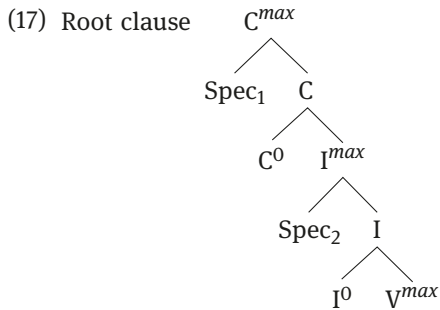 (17) Root clause C^max
Spec₁ C
C⁰ I^max
Spec₂ I
I⁰ V^max